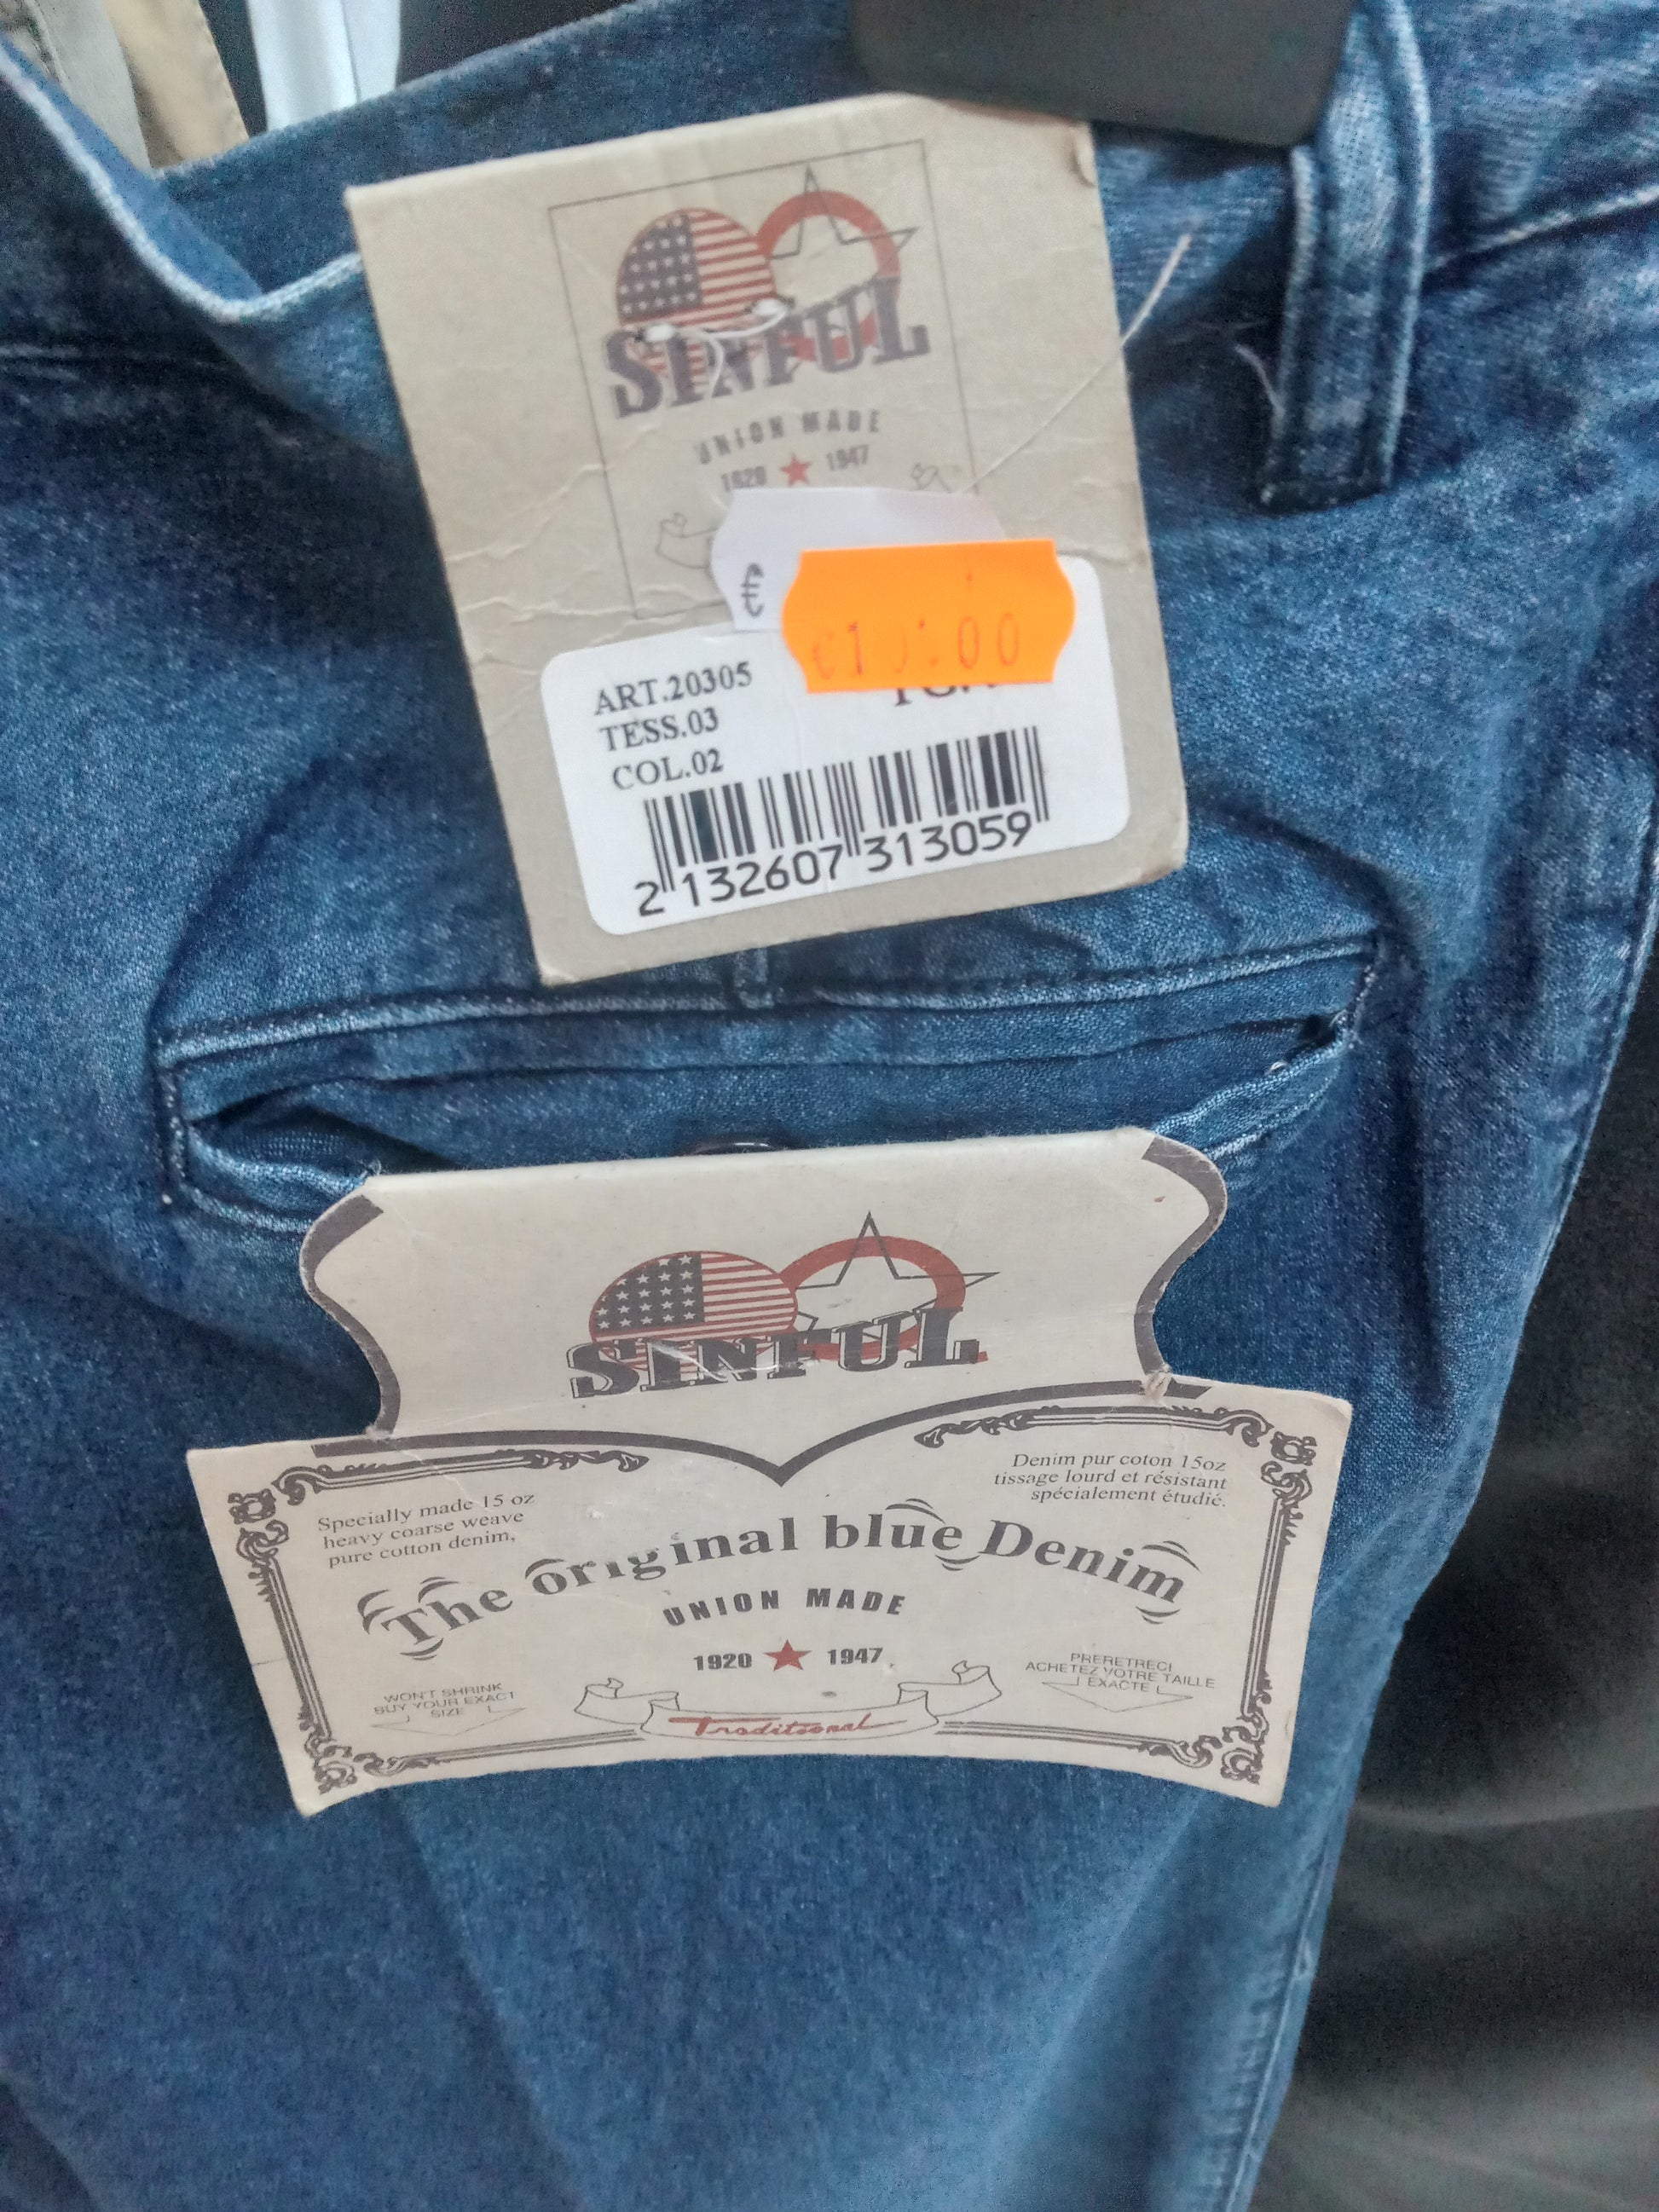 SINFUL
UNION MADE
1920 1947
€
ART.20305
TESS.03
COL.02
2 132607 313059
SINFUL
Specially made 15 oz
heavy coarse weave
pure cotton denim,
Denim pur coton 15oz
tissage lourd et résistant
spécialement étudié.
The original blue Denim
UNION MADE
1920 1947
WON'T SHRINK
BUY YOUR EXACT
SIZE
PRERETRECI
ACHETEZ VOTRE TAILLE
EXACTE
Traditional